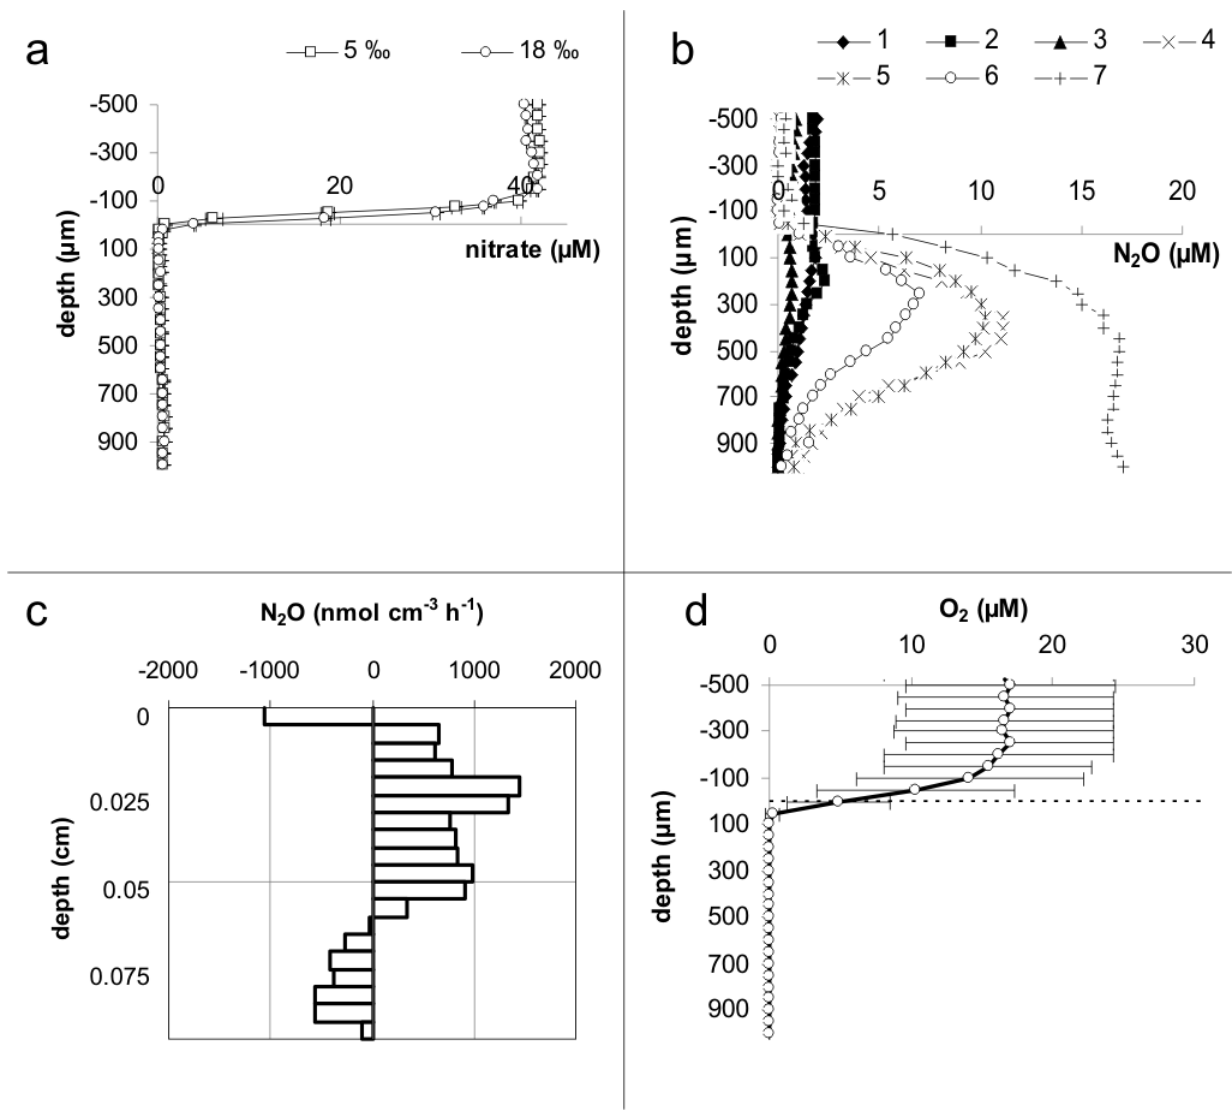 a
5 ‰ 18 ‰
-500
-300
-100
100
300
500
700
900
0 20 40
nitrate (µM)
depth (µm)
b
1 2 3 4
5 6 7
-500
-300
-100
100
300
500
700
900
0 5 10 15 20
N₂O (µM)
depth (µm)
c
N₂O (nmol cm⁻³ h⁻¹)
-2000 -1000 0 1000 2000
0
0.025
0.05
0.075
depth (cm)
d
O₂ (µM)
0 10 20 30
-500
-300
-100
100
300
500
700
900
depth (µm)